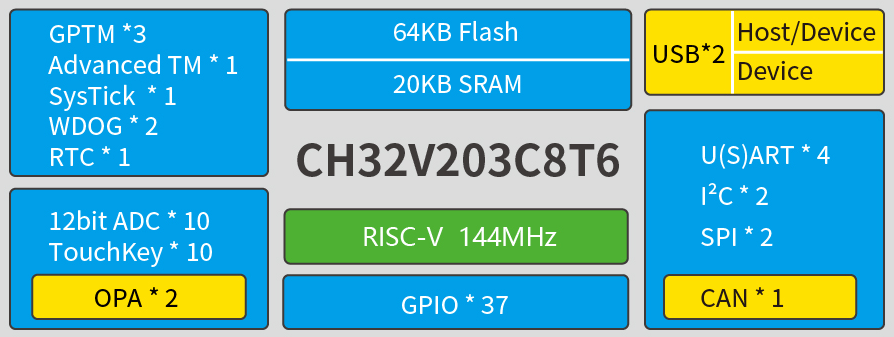 GPTM *3
Advanced TM * 1
SysTick * 1
WDOG * 2
RTC * 1
12bit ADC * 10
TouchKey * 10
OPA * 2
64KB Flash
20KB SRAM
CH32V203C8T6
RISC-V 144MHz
GPIO * 37
USB*2
Host/Device
Device
U(S)ART * 4
I²C * 2
SPI * 2
CAN * 1